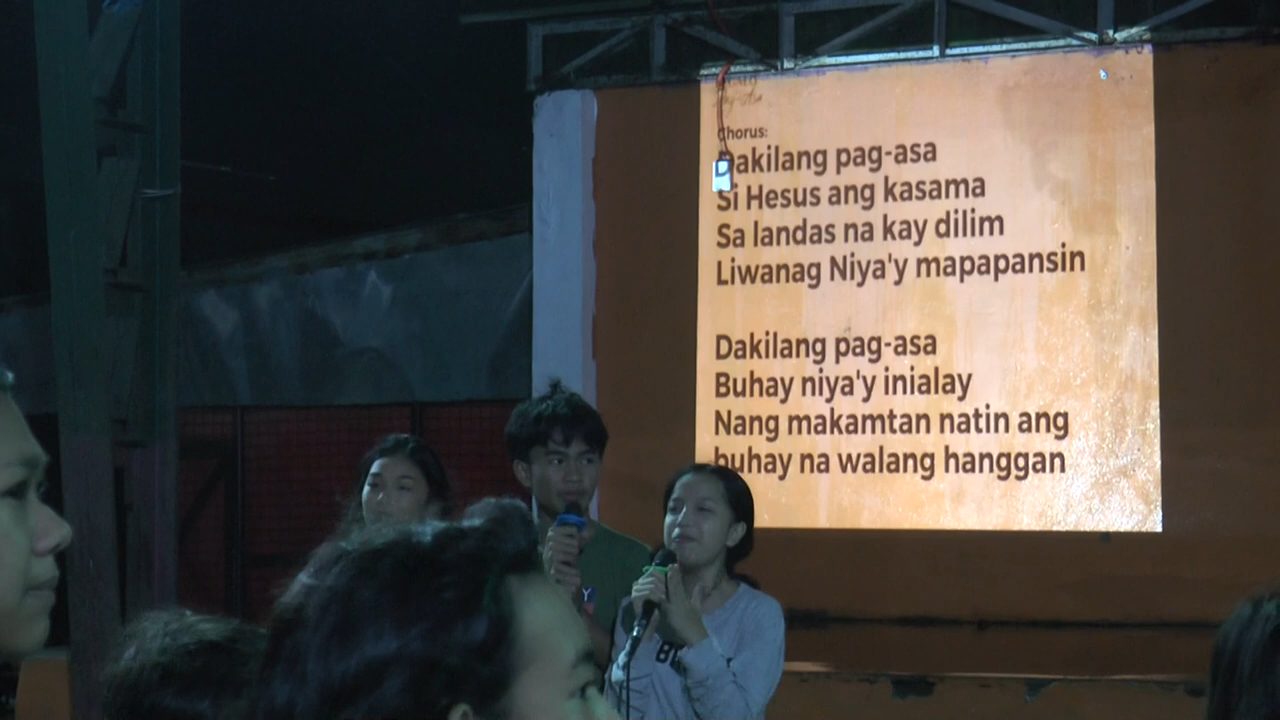 Chorus:
Dakilang pag-asa
Si Hesus ang kasama
Sa landas na kay dilim
Liwanag Niya'y mapapansin
Dakilang pag-asa
Buhay niya'y inialay
Nang makamtan natin ang
buhay na walang hanggan